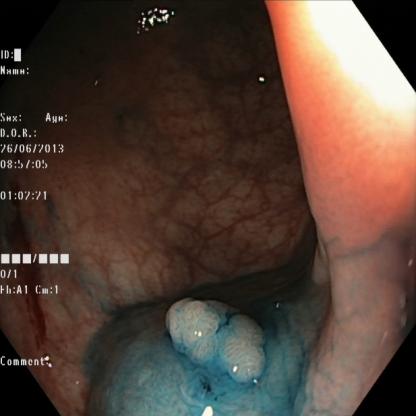 ID:
Name:
Sex: Age:
D.O.B.:
26/06/2013
08:57:05
01:02:21
■■■/■■■
0/1
Eh:A1 Cm:1
Comment: